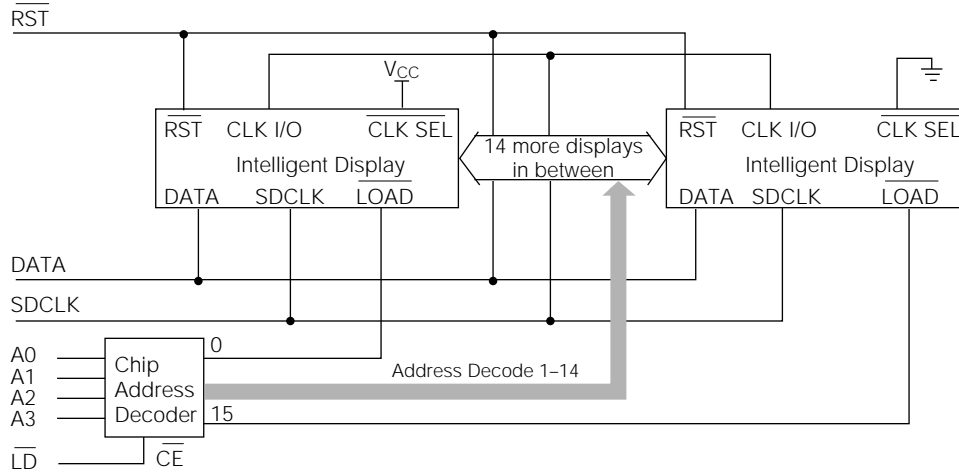 RST
VCC
RST CLK I/O CLK SEL
Intelligent Display
DATA SDCLK LOAD
14 more displays
in between
RST CLK I/O CLK SEL
Intelligent Display
DATA SDCLK LOAD
DATA
SDCLK
A0
A1
A2
A3
Chip
Address
Decoder
0
Address Decode 1–14
15
LD
CE